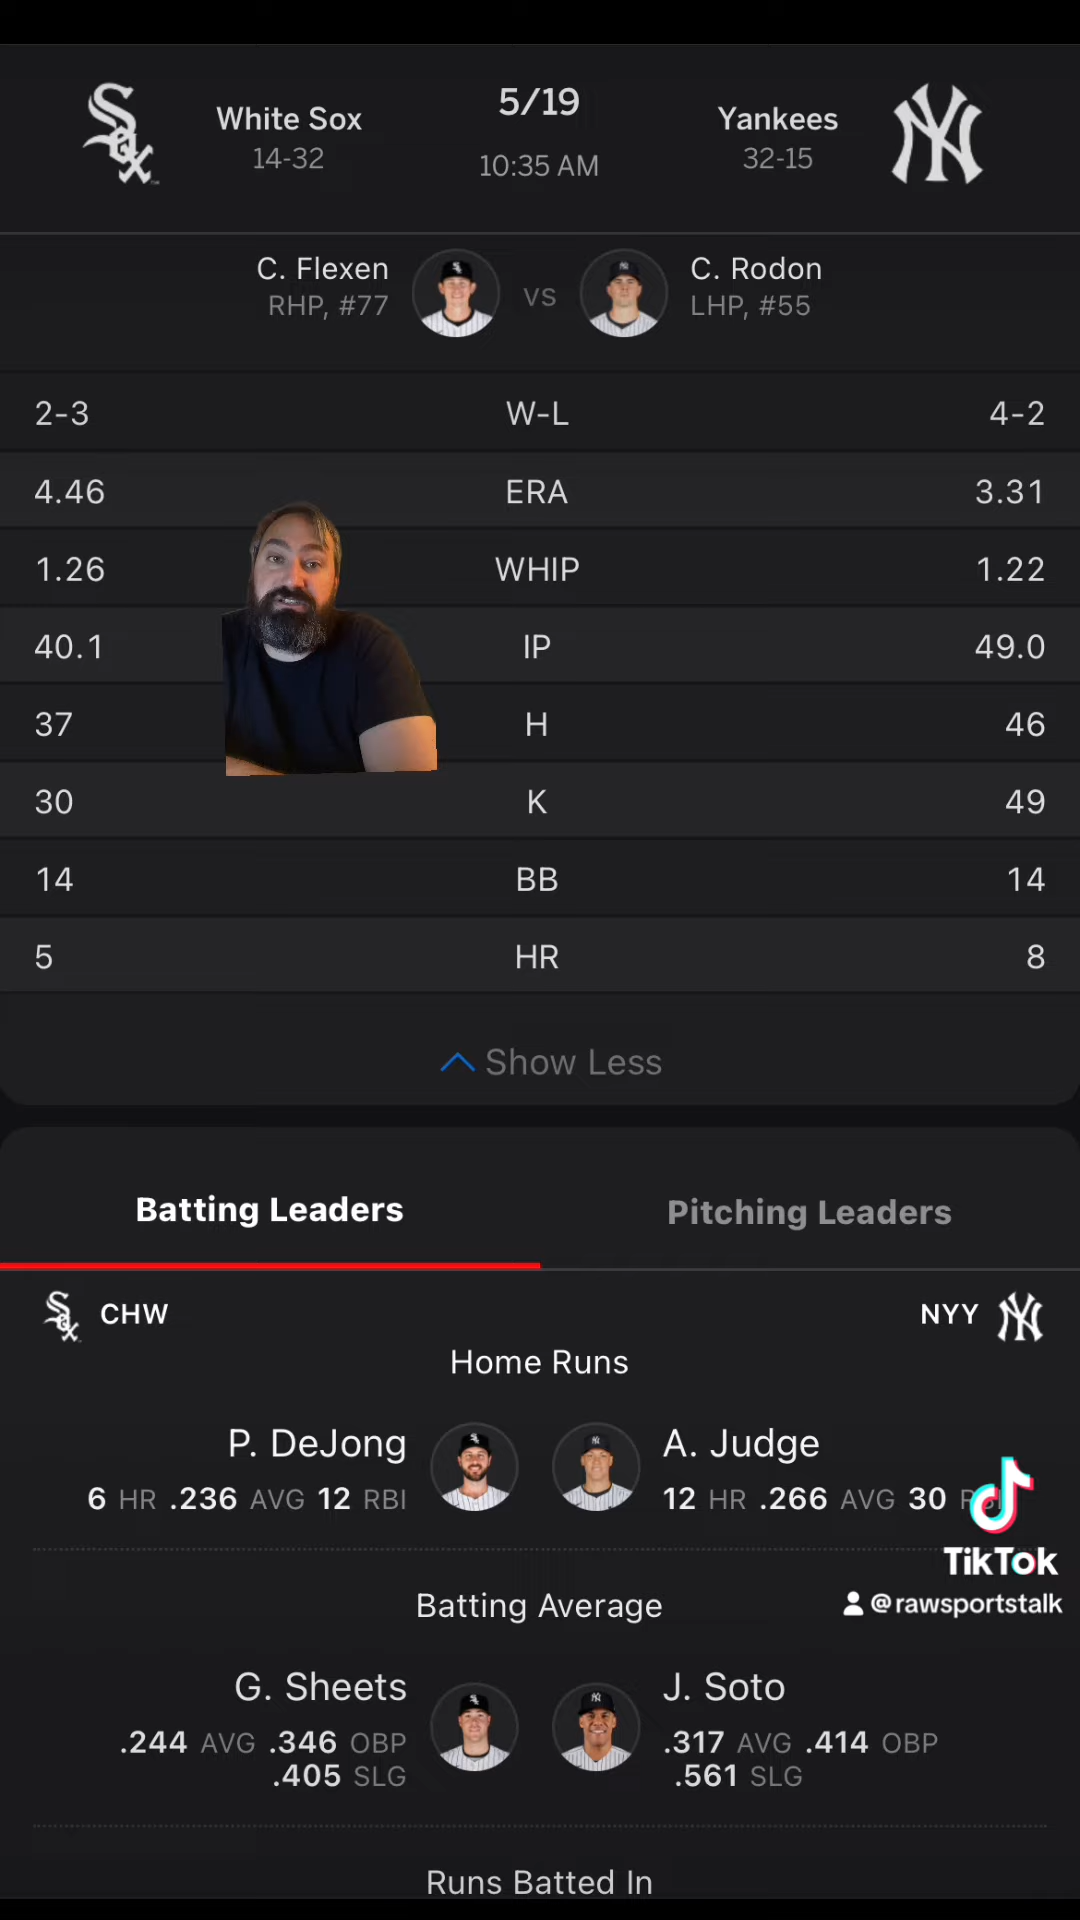 White Sox
14-32
5/19
10:35 AM
Yankees
32-15
C. Flexen
RHP, #77
vs
C. Rodon
LHP, #55
2-3 W-L 4-2
4.46 ERA 3.31
1.26 WHIP 1.22
40.1 IP 49.0
37 H 46
30 K 49
14 BB 14
5 HR 8
Show Less
Batting Leaders
Pitching Leaders
CHW
NYY
Home Runs
P. DeJong
6 HR .236 AVG 12 RBI
A. Judge
12 HR .266 AVG 30 RBI
TikTok
@rawsportstalk
Batting Average
G. Sheets
.244 AVG .346 OBP
.405 SLG
J. Soto
.317 AVG .414 OBP
.561 SLG
Runs Batted In